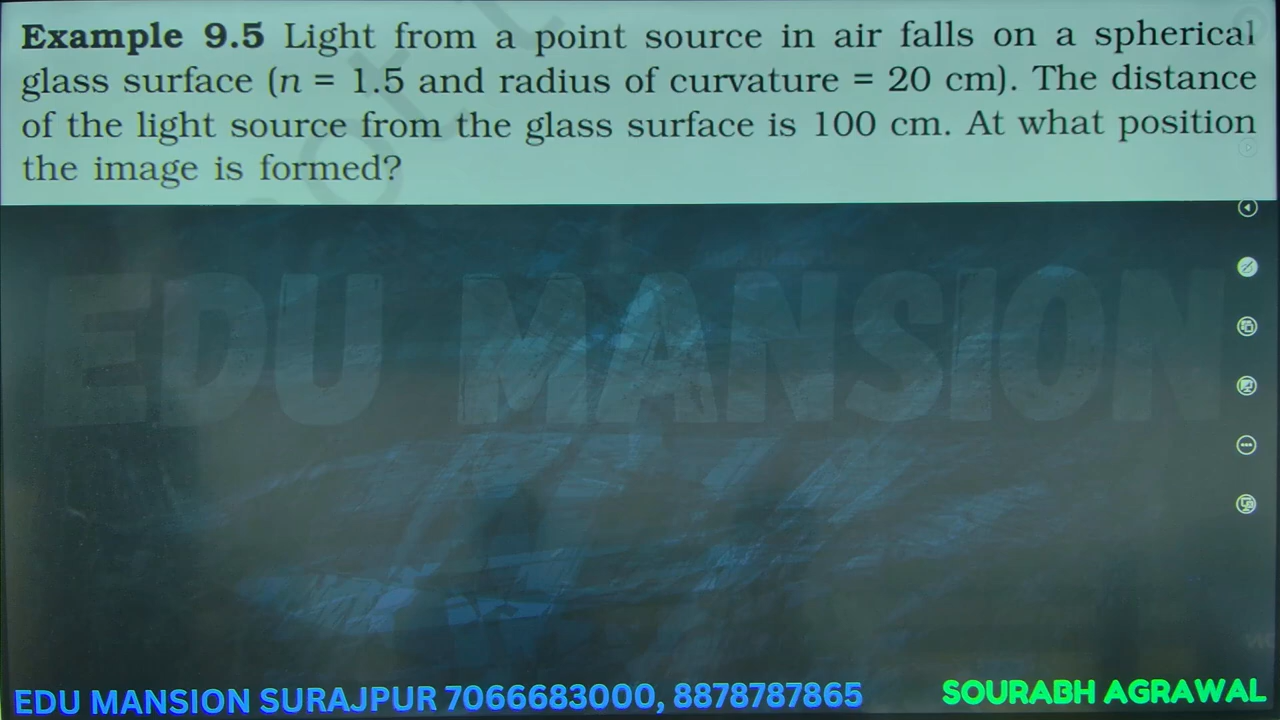 Example 9.5 Light from a point source in air falls on a spherical
glass surface (n = 1.5 and radius of curvature = 20 cm). The distance
of the light source from the glass surface is 100 cm. At what position
the image is formed?
EDU MANSION
EDU MANSION SURAJPUR 7066683000, 8878787865
SOURABH AGRAWAL